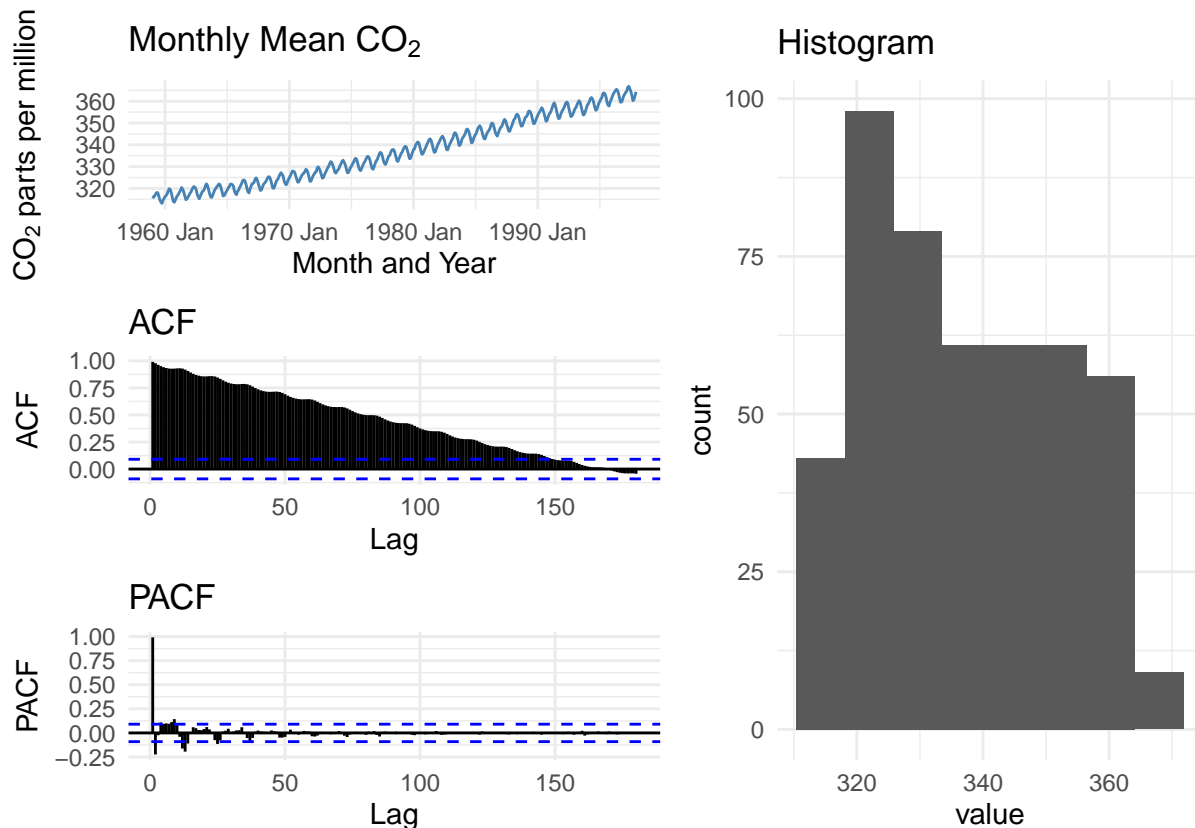 Monthly Mean CO₂
CO₂ parts per million
360
350
340
330
320
1960 Jan
1970 Jan
1980 Jan
1990 Jan
Month and Year
ACF
ACF
1.00
0.75
0.50
0.25
0.00
0
50
100
150
Lag
PACF
PACF
1.00
0.75
0.50
0.25
0.00
−0.25
0
50
100
150
Lag
Histogram
count
100
75
50
25
0
320
340
360
value